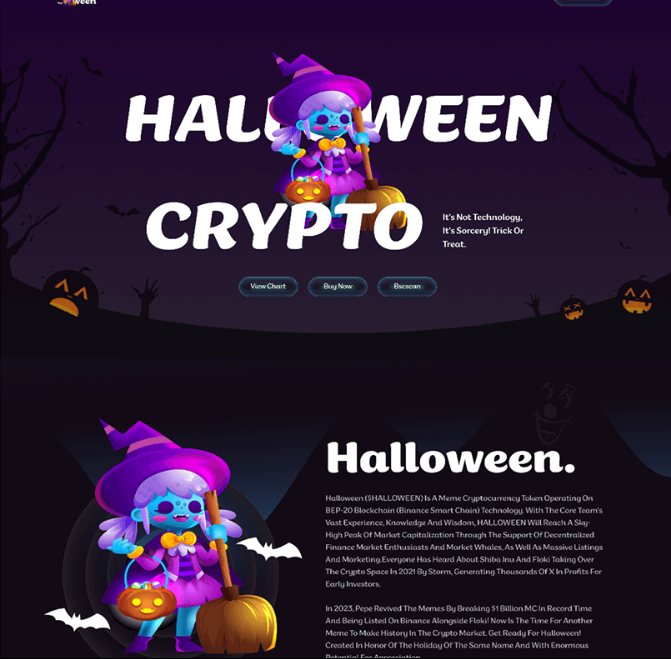 ween
HALLOWEEN
CRYPTO
It's Not Technology,
It's Sorcery! Trick Or
Treat.
View Chart
Buy Now
Bscscan
Halloween.
Halloween ($HALLOWEEN) Is A Meme Cryptocurrency Token Operating On
BEP-20 Blockchain (Binance Smart Chain) Technology. With The Core Team's
Vast Experience, Knowledge And Wisdom, HALLOWEEN Will Reach A Sky-
High Peak Of Market Capitalization Through The Support Of Decentralized
Finance Market Enthusiasts And Market Whales, As Well As Massive Listings
And Marketing.Everyone Has Heard About Shiba Inu And Floki Taking Over
The Crypto Space In 2021 By Storm, Generating Thousands Of X In Profits For
Early Investors.
In 2023, Pepe Revived The Memes By Breaking $1 Billion MC In Record Time
And Being Listed On Binance Alongside Floki! Now Is The Time For Another
Meme To Make History In The Crypto Market. Get Ready For Halloween!
Created In Honor Of The Holiday Of The Same Name And With Enormous
Potential For Appreciation